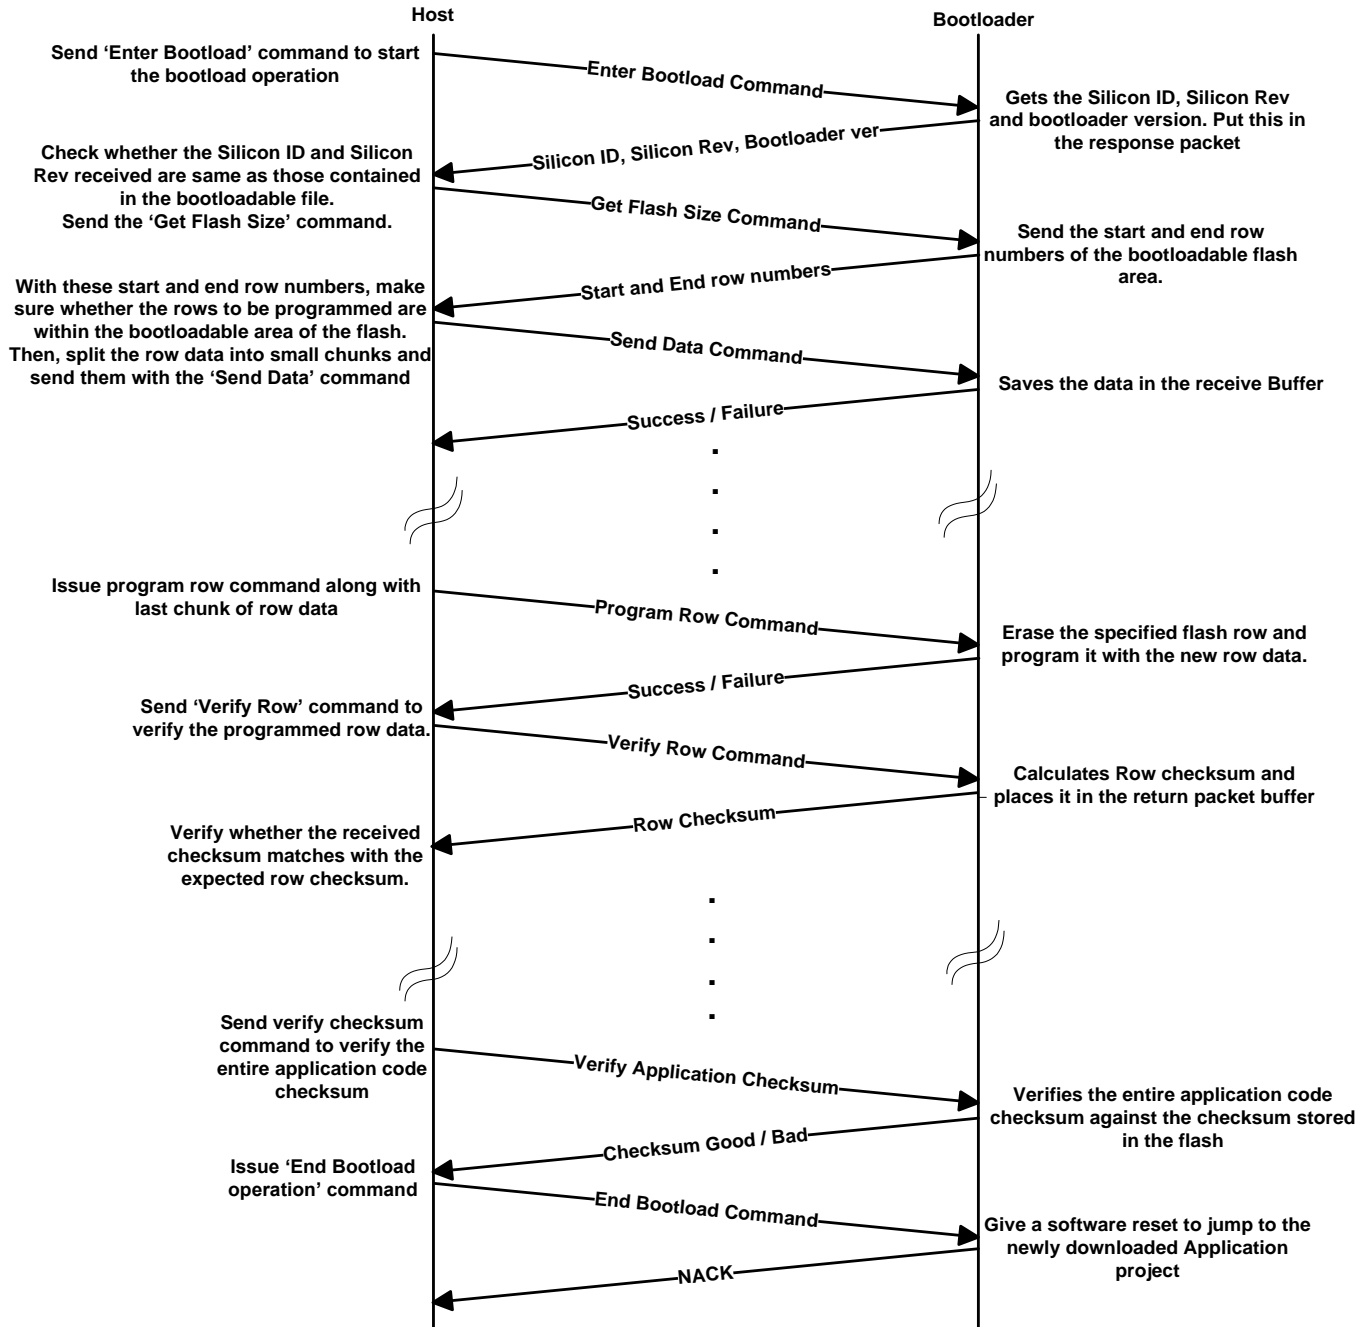 Host
Bootloader
Send ‘Enter Bootload’ command to start
the bootload operation
Enter Bootload Command
Gets the Silicon ID, Silicon Rev
and bootloader version. Put this in
the response packet
Silicon ID, Silicon Rev, Bootloader ver
Check whether the Silicon ID and Silicon
Rev received are same as those contained
in the bootloadable file.
Send the ‘Get Flash Size’ command.
Get Flash Size Command
Send the start and end row
numbers of the bootloadable flash
area.
Start and End row numbers
With these start and end row numbers, make
sure whether the rows to be programmed are
within the bootloadable area of the flash.
Then, split the row data into small chunks and
send them with the ‘Send Data’ command
Send Data Command
Saves the data in the receive Buffer
Success / Failure
Issue program row command along with
last chunk of row data
Program Row Command
Erase the specified flash row and
program it with the new row data.
Success / Failure
Send ‘Verify Row’ command to
verify the programmed row data.
Verify Row Command
Calculates Row checksum and
places it in the return packet buffer
Row Checksum
Verify whether the received
checksum matches with the
expected row checksum.
Send verify checksum
command to verify the
entire application code
checksum
Verify Application Checksum
Verifies the entire application code
checksum against the checksum stored
in the flash
Checksum Good / Bad
Issue ‘End Bootload
operation’ command
End Bootload Command
Give a software reset to jump to the
newly downloaded Application
project
NACK